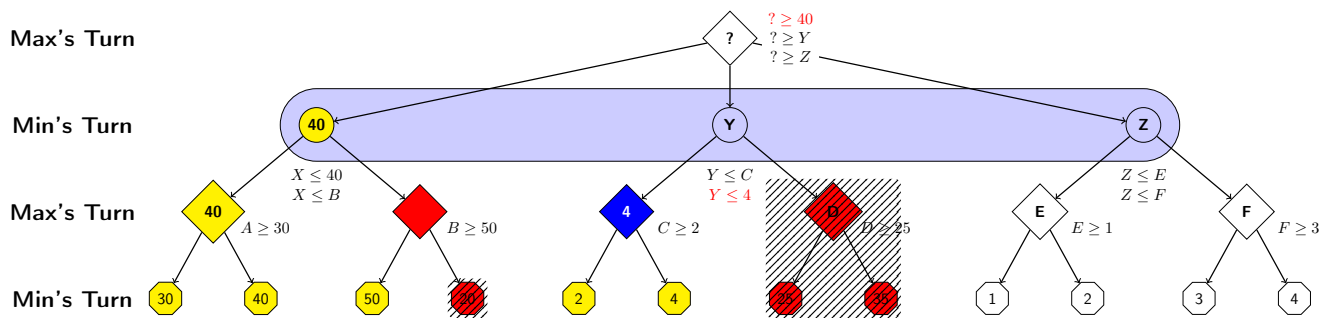 Max's Turn
?
? ≥ 40
? ≥ Y
? ≥ Z
Min's Turn
40
Y
Z
X ≤ 40
X ≤ B
Y ≤ C
Y ≤ 4
Z ≤ E
Z ≤ F
Max's Turn
40
A ≥ 30
B ≥ 50
4
C ≥ 2
D
D ≥ 25
E
E ≥ 1
F
F ≥ 3
Min's Turn
30
40
50
20
2
4
25
35
1
2
3
4